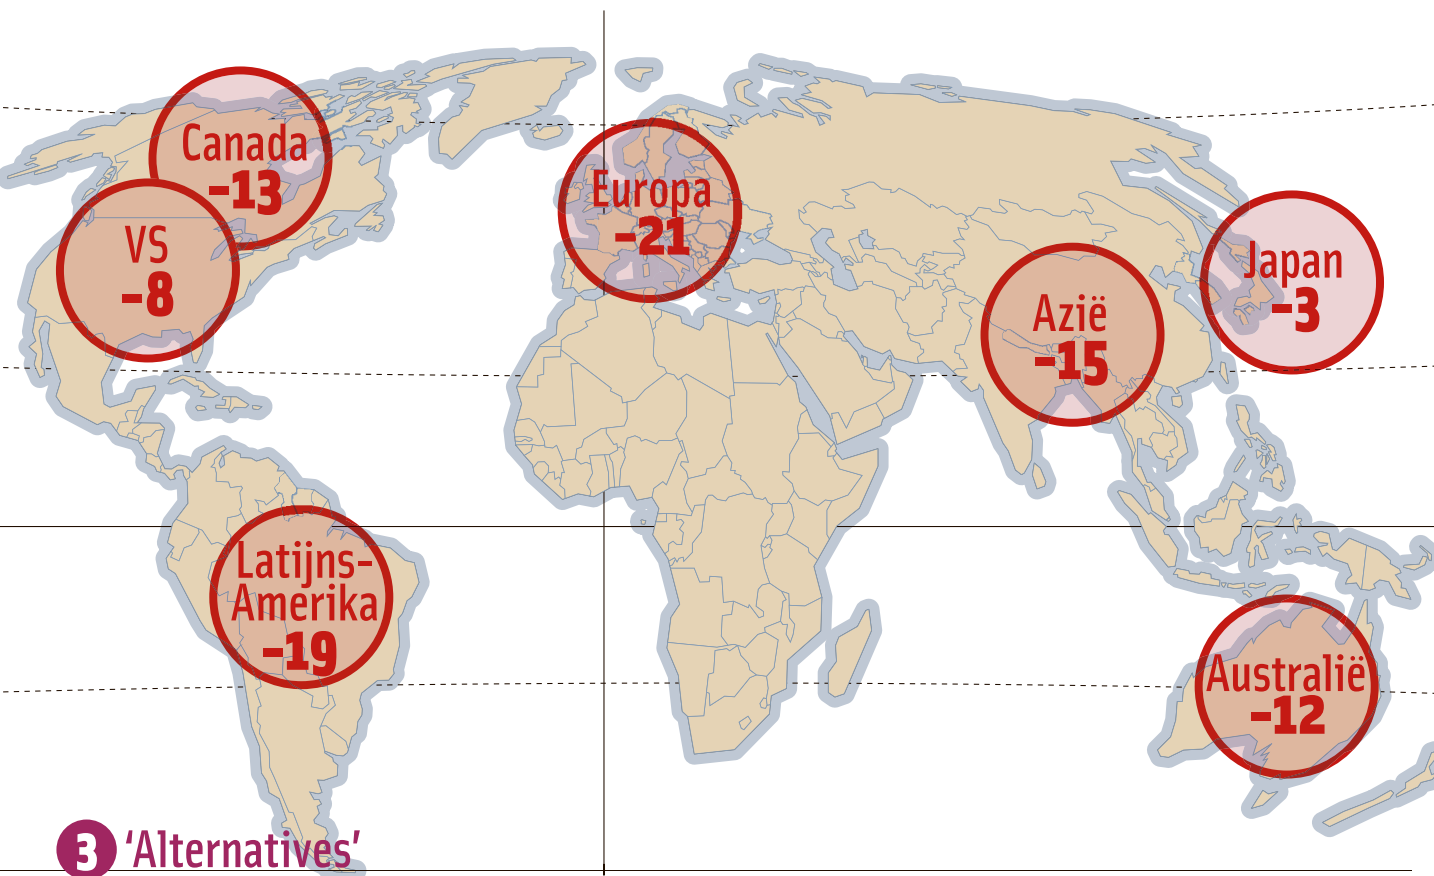 Canada
-13
VS
-8
Europa
-21
Azië
-15
Japan
-3
Latijns-
Amerika
-19
Australië
-12
3 ‘Alternatives’